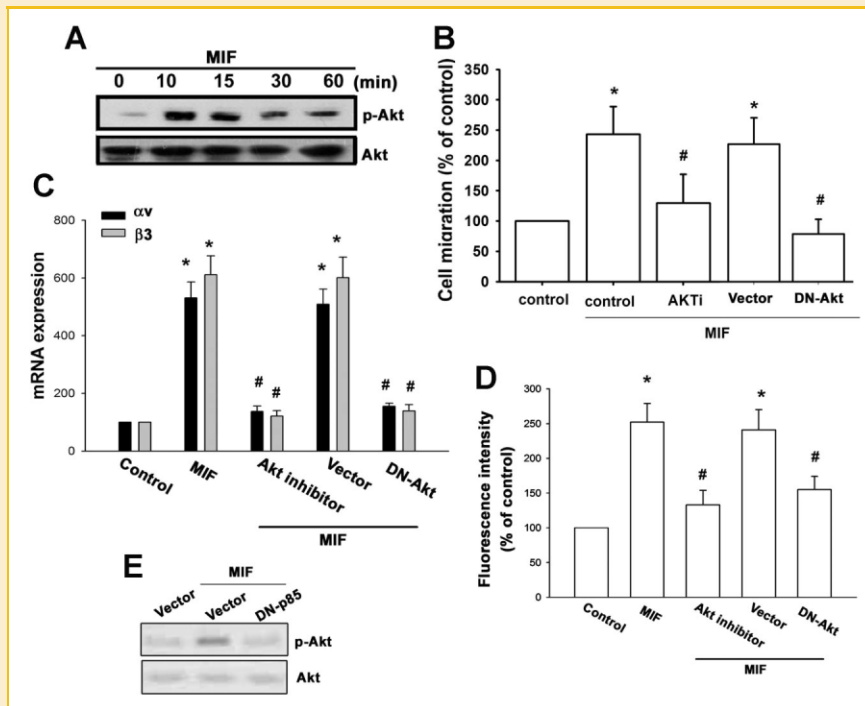 A
MIF
0 10 15 30 60 (min)
p-Akt
Akt
B
Cell migration (% of control)
300
250
200
150
100
50
0
*
#
*
#
control control AKTi Vector DN-Akt
MIF
C
αv
β3
mRNA expression
800
600
400
200
0
* *
# #
* *
# #
Control MIF Akt inhibitor Vector DN-Akt
MIF
D
Fluorescence intensity
(% of control)
300
250
200
150
100
50
0
*
#
*
#
Control MIF Akt inhibitor Vector DN-Akt
MIF
E
MIF
Vector Vector DN-p85
p-Akt
Akt